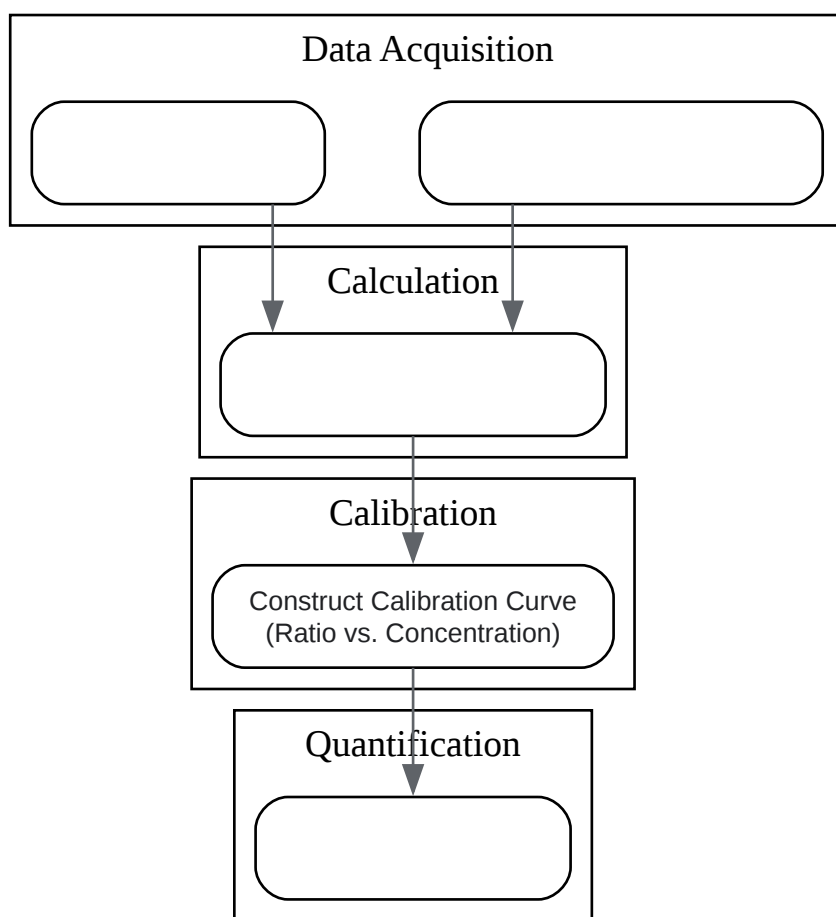 Data Acquisition
Calculation
Calibration
Construct Calibration Curve
(Ratio vs. Concentration)
Quantification